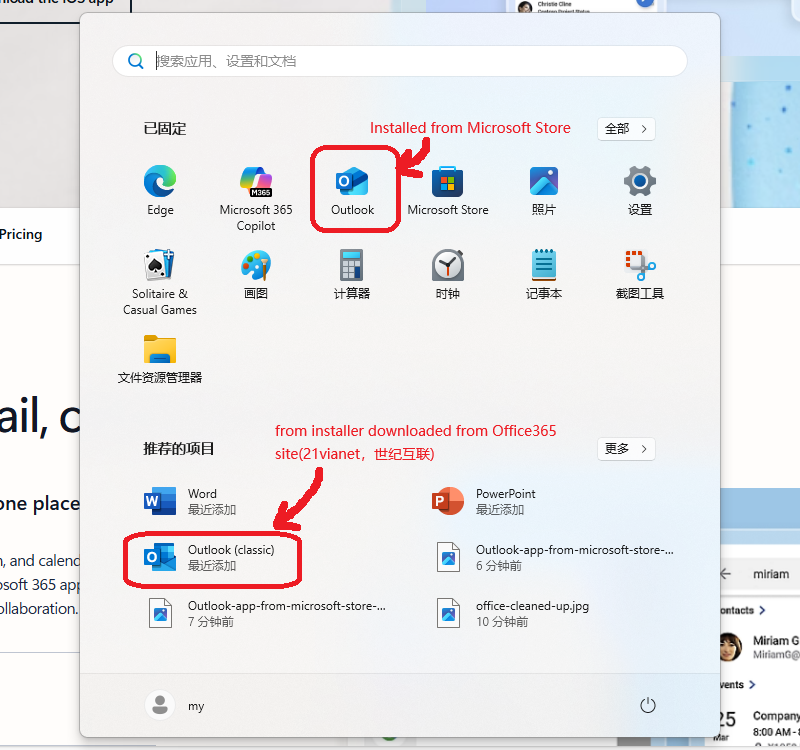 nload the iOS app
Christie Cline
搜索应用、设置和文档
已固定
Installed from Microsoft Store
全部
Edge
Microsoft 365 Copilot
M365
Outlook
Microsoft Store
照片
设置
Pricing
Solitaire &
Casual Games
画图
计算器
时钟
记事本
截图工具
文件资源管理器
ail, c
from installer downloaded from Office365
site(21vianet，世纪互联)
推荐的项目
更多
one place
Word
最近添加
PowerPoint
最近添加
n, and calend
osoft 365 app
ollaboration.
Outlook (classic)
最近添加
Outlook-app-from-microsoft-store-...
6 分钟前
miriam
Outlook-app-from-microsoft-store-...
7 分钟前
office-cleaned-up.jpg
10 分钟前
ontacts
Miriam G
MiriamG@
vents
25
Mar
Company
8:00 AM -
my